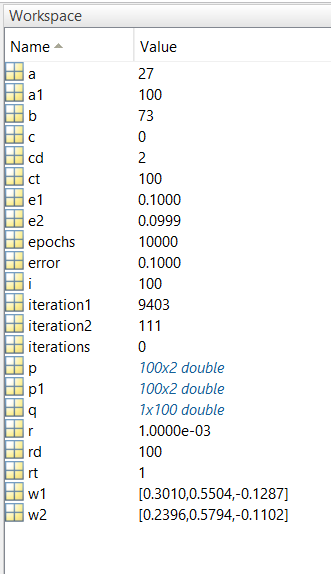 Workspace
Name Value
a 27
a1 100
b 73
c 0
cd 2
ct 100
e1 0.1000
e2 0.0999
epochs 10000
error 0.1000
i 100
iteration1 9403
iteration2 111
iterations 0
p 100x2 double
p1 100x2 double
q 1x100 double
r 1.0000e-03
rd 100
rt 1
w1 [0.3010,0.5504,-0.1287]
w2 [0.2396,0.5794,-0.1102]